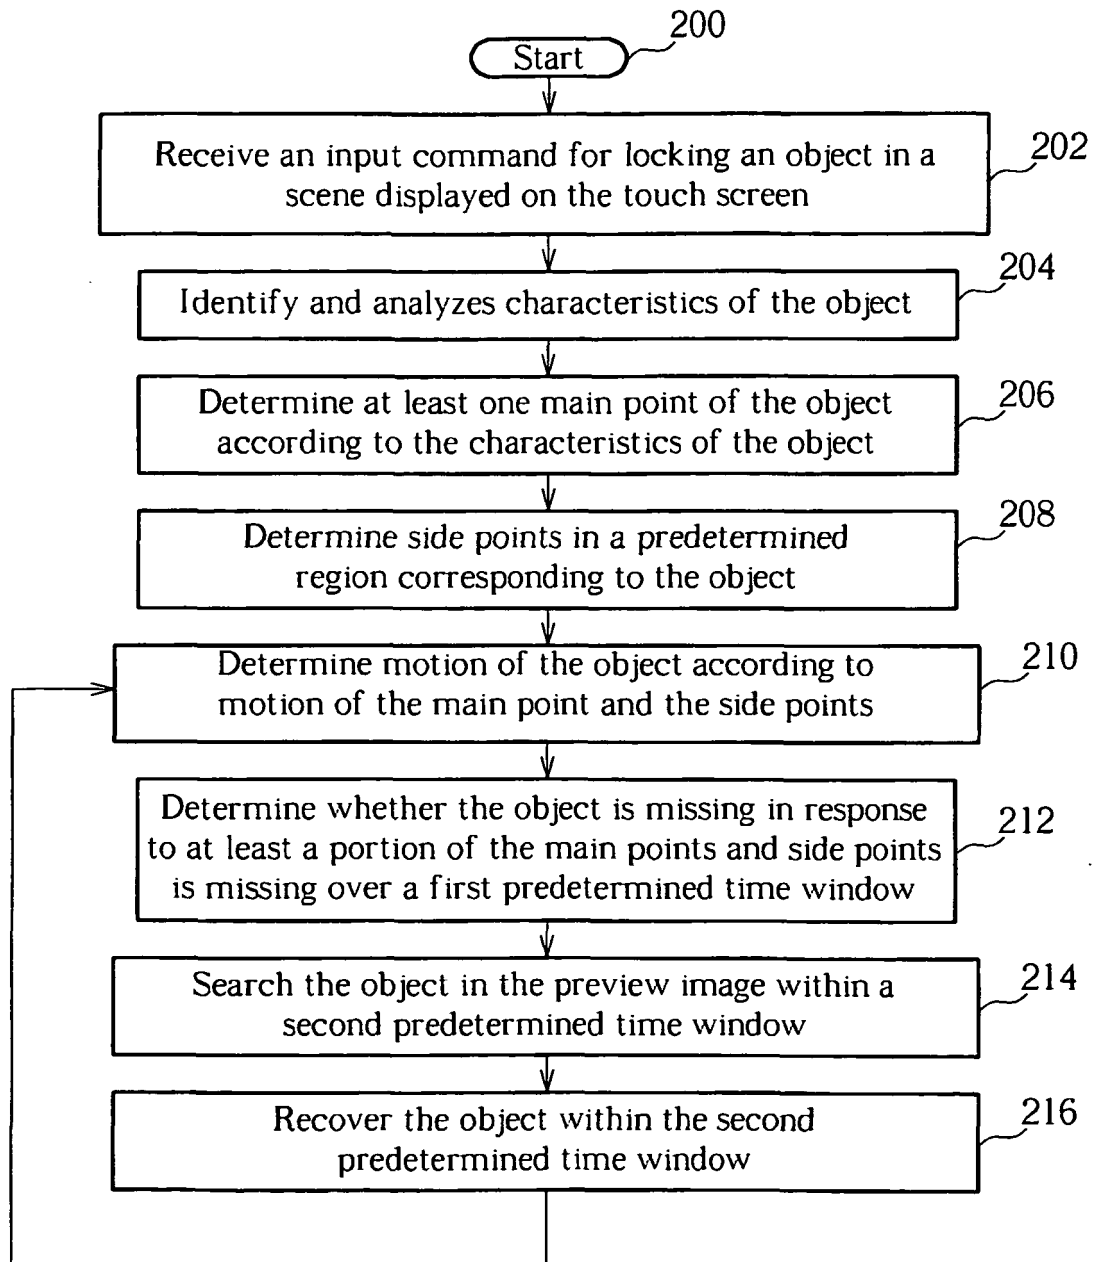 200
Start
Receive an input command for locking an object in a
scene displayed on the touch screen
202
204
Identify and analyzes characteristics of the object
206
Determine at least one main point of the object
according to the characteristics of the object
208
Determine side points in a predetermined
region corresponding to the object
210
Determine motion of the object according to
motion of the main point and the side points
212
Determine whether the object is missing in response
to at least a portion of the main points and side points
is missing over a first predetermined time window
214
Search the object in the preview image within a
second predetermined time window
216
Recover the object within the second
predetermined time window